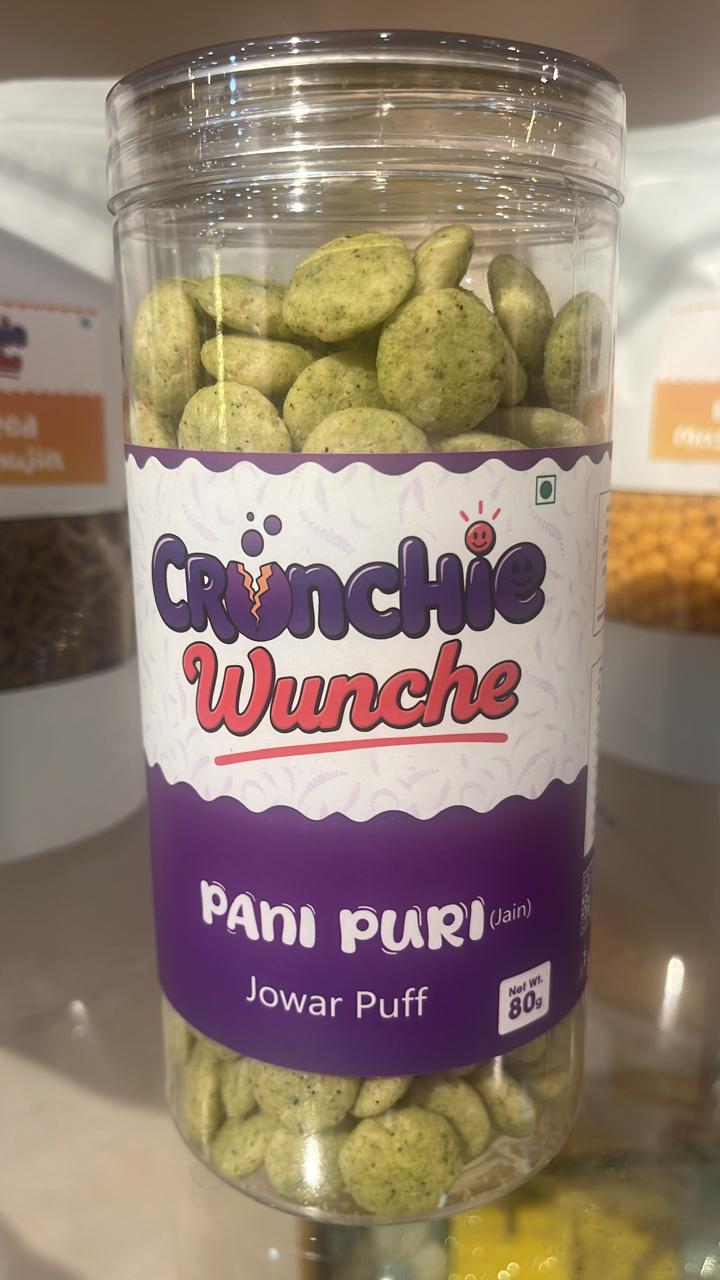 CRUNCHiE
Wunche
PANI PURI (Jain)
Jowar Puff
Net Wt.
80g